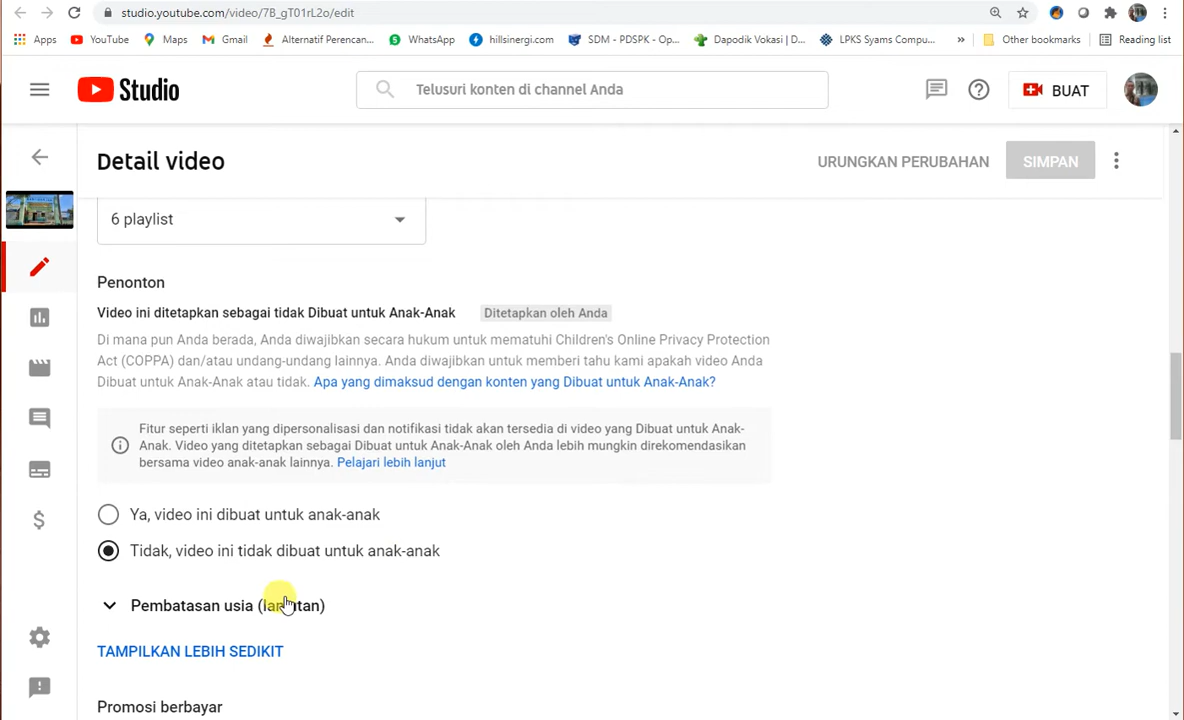 studio.youtube.com/video/7B_gT01rL2o/edit
Apps YouTube Maps Gmail Alternatif Perencan... WhatsApp hillsinergi.com SDM - PDSPK - Op... Dapodik Vokasi | D... LPKS Syams Compu... » Other bookmarks Reading list
Studio Telusuri konten di channel Anda BUAT
Detail video URUNGKAN PERUBAHAN SIMPAN
6 playlist
Penonton
Video ini ditetapkan sebagai tidak Dibuat untuk Anak-Anak Ditetapkan oleh Anda
Di mana pun Anda berada, Anda diwajibkan secara hukum untuk mematuhi Children's Online Privacy Protection
Act (COPPA) dan/atau undang-undang lainnya. Anda diwajibkan untuk memberi tahu kami apakah video Anda
Dibuat untuk Anak-Anak atau tidak. Apa yang dimaksud dengan konten yang Dibuat untuk Anak-Anak?
Fitur seperti iklan yang dipersonalisasi dan notifikasi tidak akan tersedia di video yang Dibuat untuk Anak-
Anak. Video yang ditetapkan sebagai Dibuat untuk Anak-Anak oleh Anda lebih mungkin direkomendasikan
bersama video anak-anak lainnya. Pelajari lebih lanjut
Ya, video ini dibuat untuk anak-anak
Tidak, video ini tidak dibuat untuk anak-anak
Pembatasan usia (lanjutan)
TAMPILKAN LEBIH SEDIKIT
Promosi berbayar